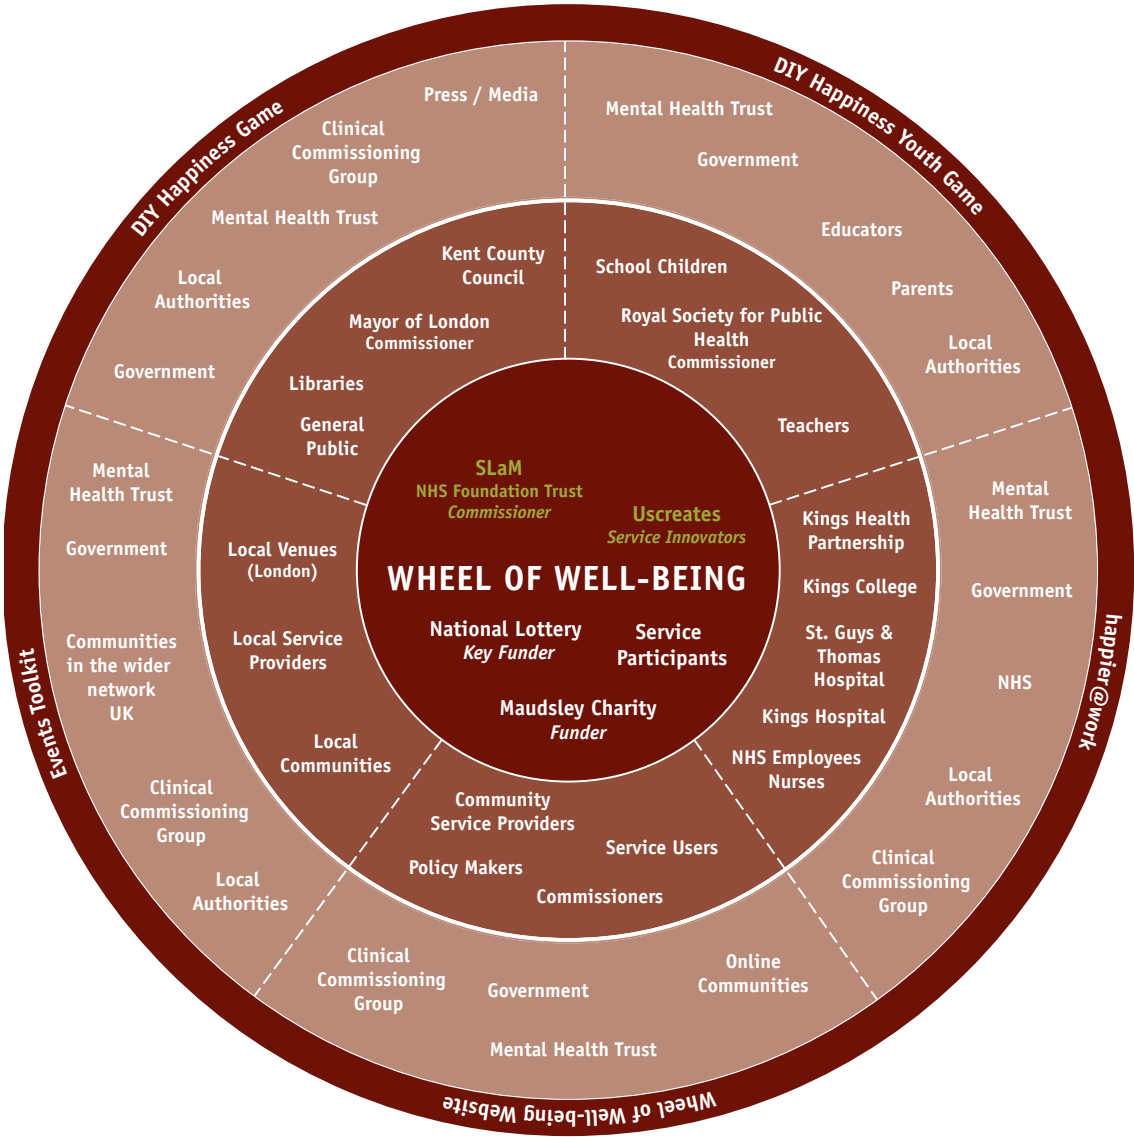 DIY Happiness Game
Press / Media
Clinical
Commissioning
Group
Mental Health Trust
Local
Authorities
Government
Kent County
Council
Mayor of London
Commissioner
Libraries
General
Public
DIY Happiness Youth Game
Mental Health Trust
Government
Educators
Parents
Local
Authorities
School Children
Royal Society for Public
Health
Commissioner
Teachers
happier@work
Mental
Health Trust
Government
NHS
Local
Authorities
Clinical
Commissioning
Group
Kings Health
Partnership
Kings College
St. Guys &
Thomas
Hospital
Kings Hospital
NHS Employees
Nurses
Wheel of Well-being Website
Community
Service Providers
Service Users
Policy Makers
Commissioners
Clinical
Commissioning
Group
Government
Online
Communities
Mental Health Trust
Events Toolkit
Mental
Health Trust
Government
Communities
in the wider
network
UK
Clinical
Commissioning
Group
Local
Authorities
Local Venues
(London)
Local Service
Providers
Local
Communities
SLaM
NHS Foundation Trust
Commissioner
Uscreates
Service Innovators
WHEEL OF WELL-BEING
National Lottery
Key Funder
Service
Participants
Maudsley Charity
Funder